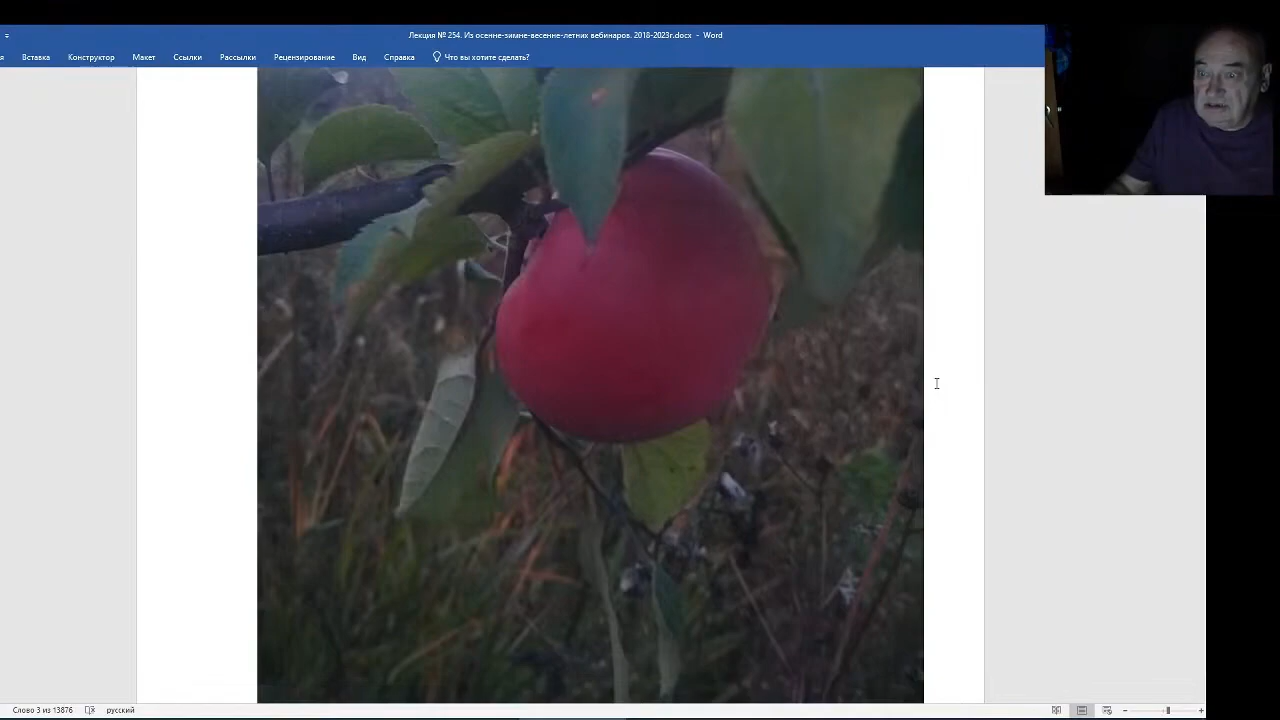 Лекция № 254. Из осенне-зимне-весенне-летних вебинаров. 2018-2023г.docx - Word
я Вставка Конструктор Макет Ссылки Рассылки Рецензирование Вид Справка Что вы хотите сделать?
Слово 3 из 13876 русский